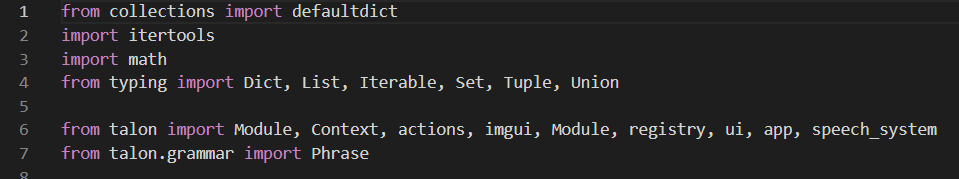 1 from collections import defaultdict
2 import itertools
3 import math
4 from typing import Dict, List, Iterable, Set, Tuple, Union
5
6 from talon import Module, Context, actions, imgui, Module, registry, ui, app, speech_system
7 from talon.grammar import Phrase
8